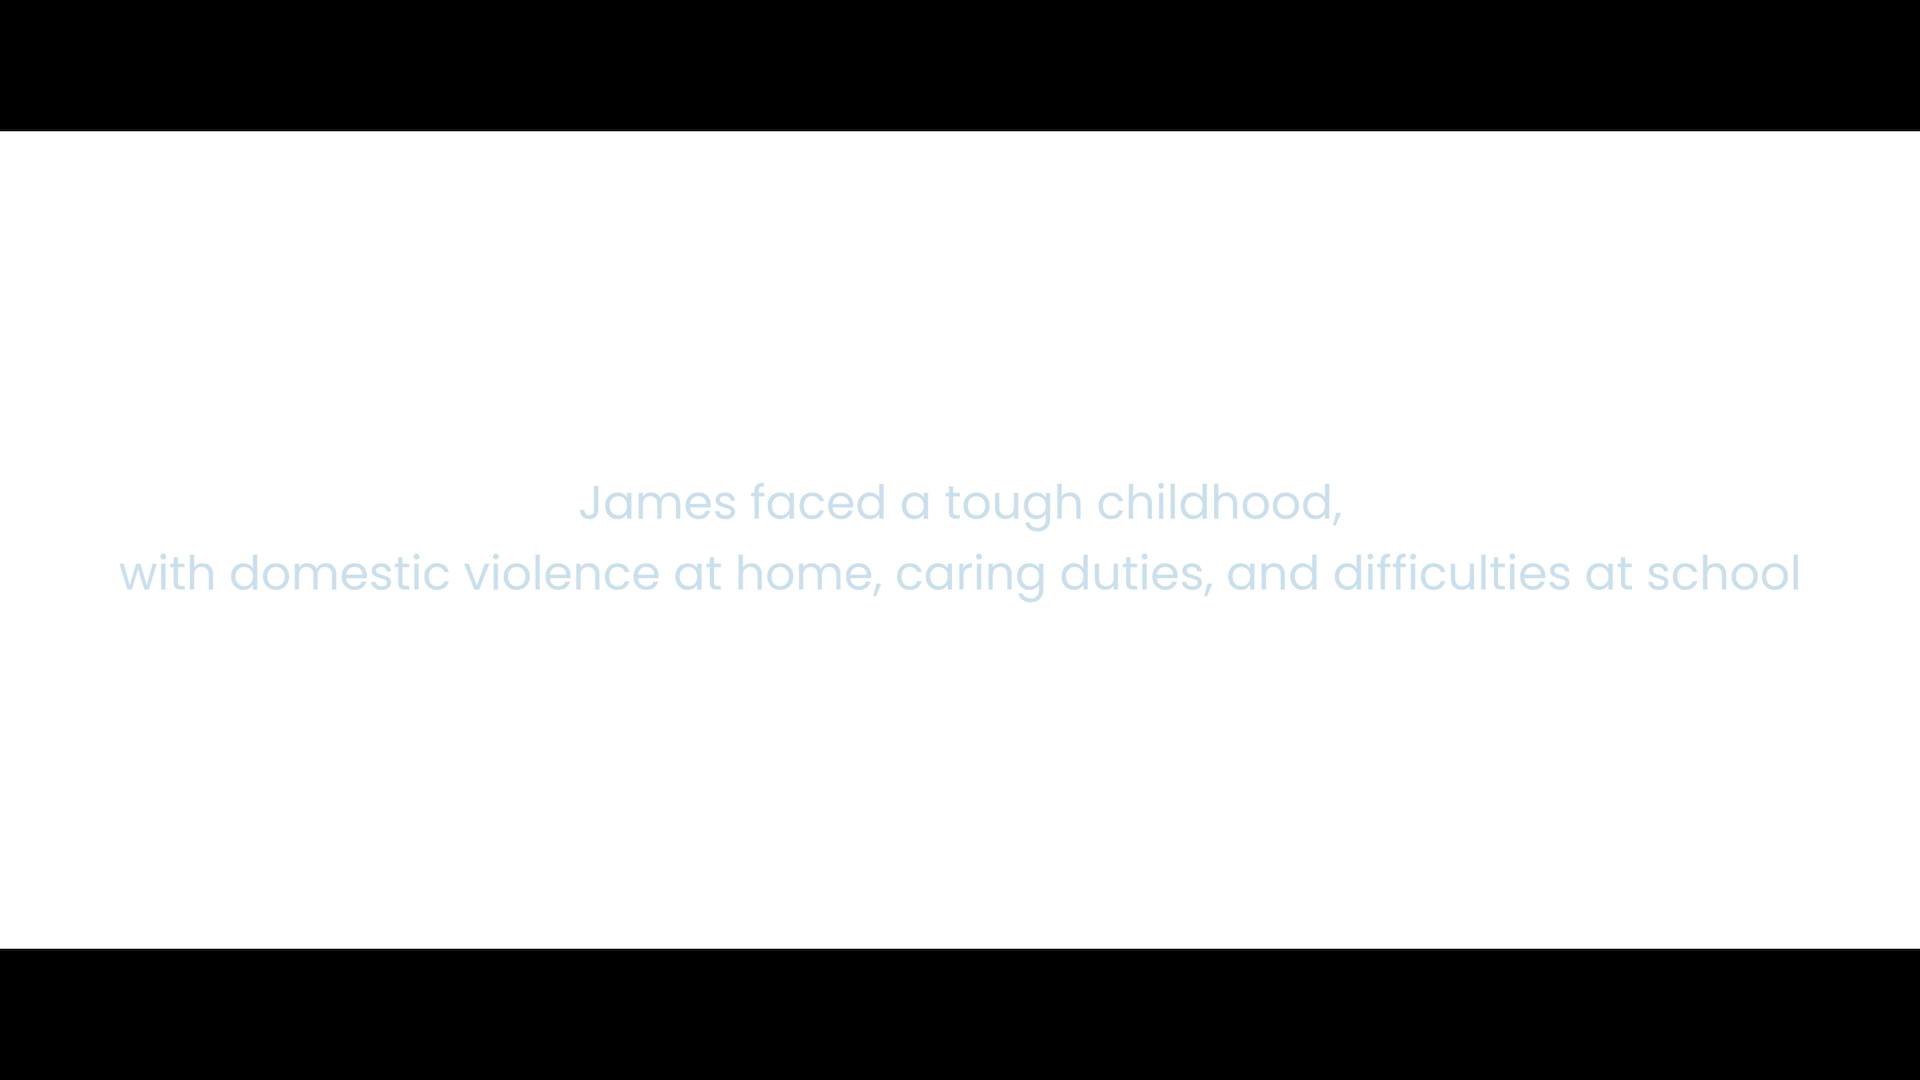 James faced a tough childhood,
with domestic violence at home, caring duties, and difficulties at school